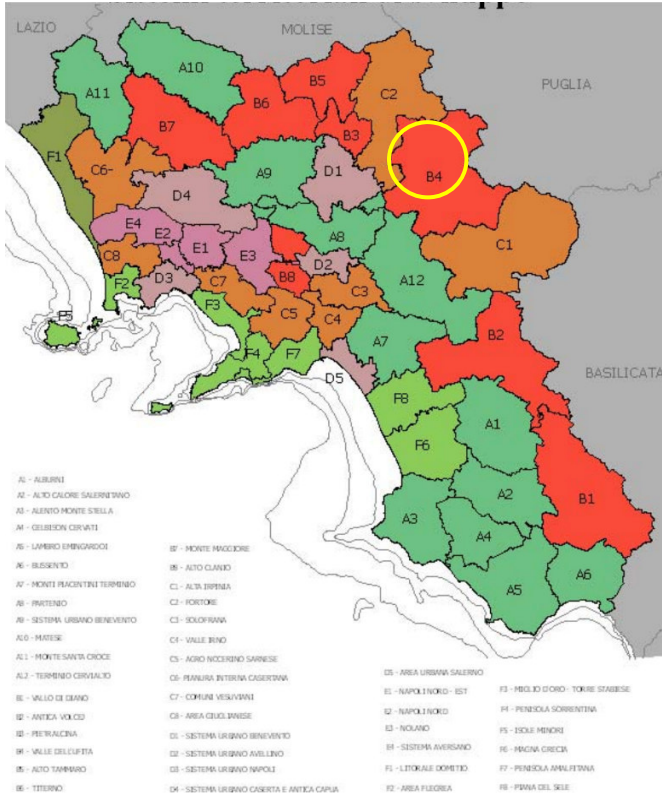 LAZIO
MOLISE
PUGLIA
BASILICATA
A10
B5
A11
B6
C2
B7
B3
F1
C6-
A9
D1
B4
D4
E4
E2
A8
C1
E1
E3
C8
D2
A12
F2
D3
C7
B8
C3
F5
F3
C5
C4
B2
A7
F4
F7
D5
F8
A1
F6
A2
B1
A3
A4
A6
A5
A1 - ALBURNI
A2 - ALTO CALORE SALERNITANO
A3 - ALENTO MONTE STELLA
A4 - GELBISON CERVATI
A5 - LAMBRO EMINGARDOI
A6 - BUSSENTO
A7 - MONTI PIACENTINI TERMINIO
A8 - PARTENIO
A9 - SISTEMA URBANO BENEVENTO
A10 - MATESE
A11 - MONTE SANTA CROCE
A12 - TERMINIO CERVIALTO
B1 - VALLO DI DIANO
B2 - ANTICA VOLCEI
B3 - PIETRALCINA
B4 - VALLE DELL'UFITA
B5 - ALTO TAMMARO
B6 - TITERNO
B7 - MONTE MAGGIORE
B8 - ALTO CLANIO
C1 - ALTA IRPINIA
C2 - FORTORE
C3 - SOLOFRANA
C4 - VALLE IRNO
C5 - AGRO NOCERINO SARNESE
C6- PIANURA INTERNA CASERTANA
C7 - COMUNI VESUVIANI
C8 - AREA GIUGLIANESE
D1 - SISTEMA URBANO BENEVENTO
D2 - SISTEMA URBANO AVELLINO
D3 - SISTEMA URBANO NAPOLI
D4 - SISTEMA URBANO CASERTA E ANTICA CAPUA
D5 - AREA URBANA SALERNO
E1 - NAPOLI NORD - EST
E2 - NAPOLI NORD
E3 - NOLANO
E4 - SISTEMA AVERSANO
F1 - LITORALE DOMITIO
F2 - AREA FLEGREA
F3 - MIGLIO D'ORO - TORRE STABIESE
F4 - PENISOLA SORRENTINA
F5 - ISOLE MINORI
F6 - MAGNA GRECIA
F7 - PENISOLA AMALFITANA
F8 - PIANA DEL SELE